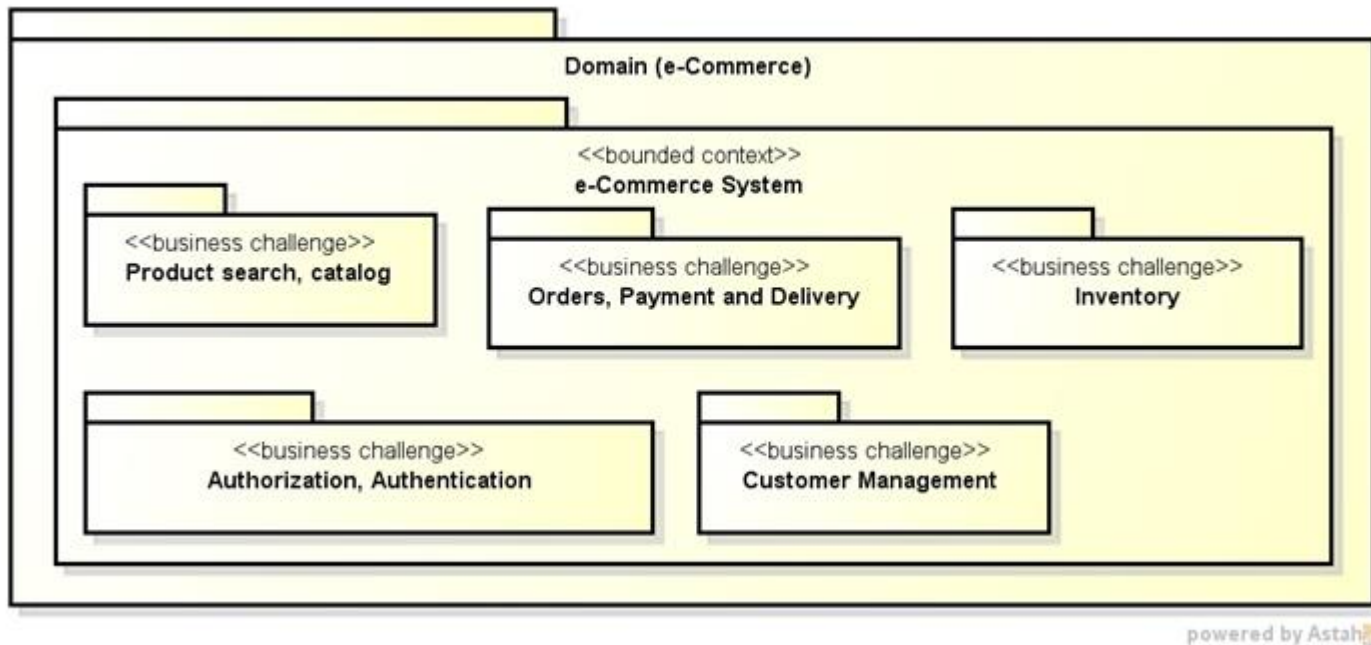 Domain (e-Commerce)
<<bounded context>>
e-Commerce System
<<business challenge>>
Product search, catalog
<<business challenge>>
Orders, Payment and Delivery
<<business challenge>>
Inventory
<<business challenge>>
Authorization, Authentication
<<business challenge>>
Customer Management
powered by Astah